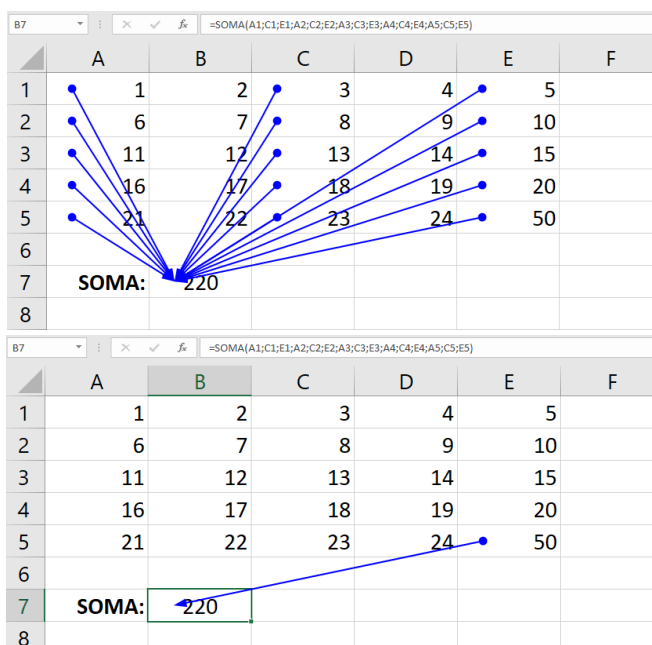 B7 fx =SOMA(A1;C1;E1;A2;C2;E2;A3;C3;E3;A4;C4;E4;A5;C5;E5)
A B C D E F
1 1 2 3 4 5
2 6 7 8 9 10
3 11 12 13 14 15
4 16 17 18 19 20
5 21 22 23 24 50
6
7 SOMA: 220
8
B7 fx =SOMA(A1;C1;E1;A2;C2;E2;A3;C3;E3;A4;C4;E4;A5;C5;E5)
A B C D E F
1 1 2 3 4 5
2 6 7 8 9 10
3 11 12 13 14 15
4 16 17 18 19 20
5 21 22 23 24 50
6
7 SOMA: 220
8